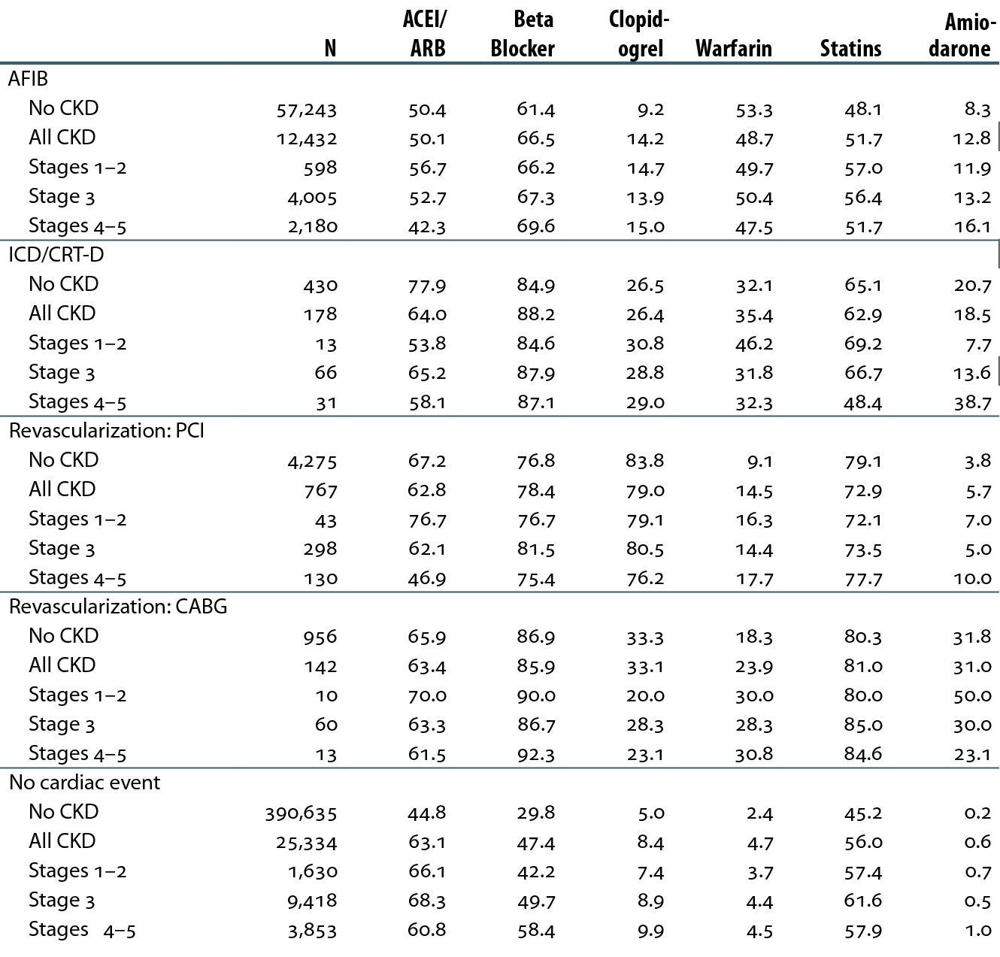 N ACEI/ARB Beta Blocker Clopid-ogrel Warfarin Statins Amio-darone
AFIB
No CKD 57,243 50.4 61.4 9.2 53.3 48.1 8.3
All CKD 12,432 50.1 66.5 14.2 48.7 51.7 12.8
Stages 1–2 598 56.7 66.2 14.7 49.7 57.0 11.9
Stage 3 4,005 52.7 67.3 13.9 50.4 56.4 13.2
Stages 4–5 2,180 42.3 69.6 15.0 47.5 51.7 16.1
ICD/CRT-D
No CKD 430 77.9 84.9 26.5 32.1 65.1 20.7
All CKD 178 64.0 88.2 26.4 35.4 62.9 18.5
Stages 1–2 13 53.8 84.6 30.8 46.2 69.2 7.7
Stage 3 66 65.2 87.9 28.8 31.8 66.7 13.6
Stages 4–5 31 58.1 87.1 29.0 32.3 48.4 38.7
Revascularization: PCI
No CKD 4,275 67.2 76.8 83.8 9.1 79.1 3.8
All CKD 767 62.8 78.4 79.0 14.5 72.9 5.7
Stages 1–2 43 76.7 76.7 79.1 16.3 72.1 7.0
Stage 3 298 62.1 81.5 80.5 14.4 73.5 5.0
Stages 4–5 130 46.9 75.4 76.2 17.7 77.7 10.0
Revascularization: CABG
No CKD 956 65.9 86.9 33.3 18.3 80.3 31.8
All CKD 142 63.4 85.9 33.1 23.9 81.0 31.0
Stages 1–2 10 70.0 90.0 20.0 30.0 80.0 50.0
Stage 3 60 63.3 86.7 28.3 28.3 85.0 30.0
Stages 4–5 13 61.5 92.3 23.1 30.8 84.6 23.1
No cardiac event
No CKD 390,635 44.8 29.8 5.0 2.4 45.2 0.2
All CKD 25,334 63.1 47.4 8.4 4.7 56.0 0.6
Stages 1–2 1,630 66.1 42.2 7.4 3.7 57.4 0.7
Stage 3 9,418 68.3 49.7 8.9 4.4 61.6 0.5
Stages 4–5 3,853 60.8 58.4 9.9 4.5 57.9 1.0